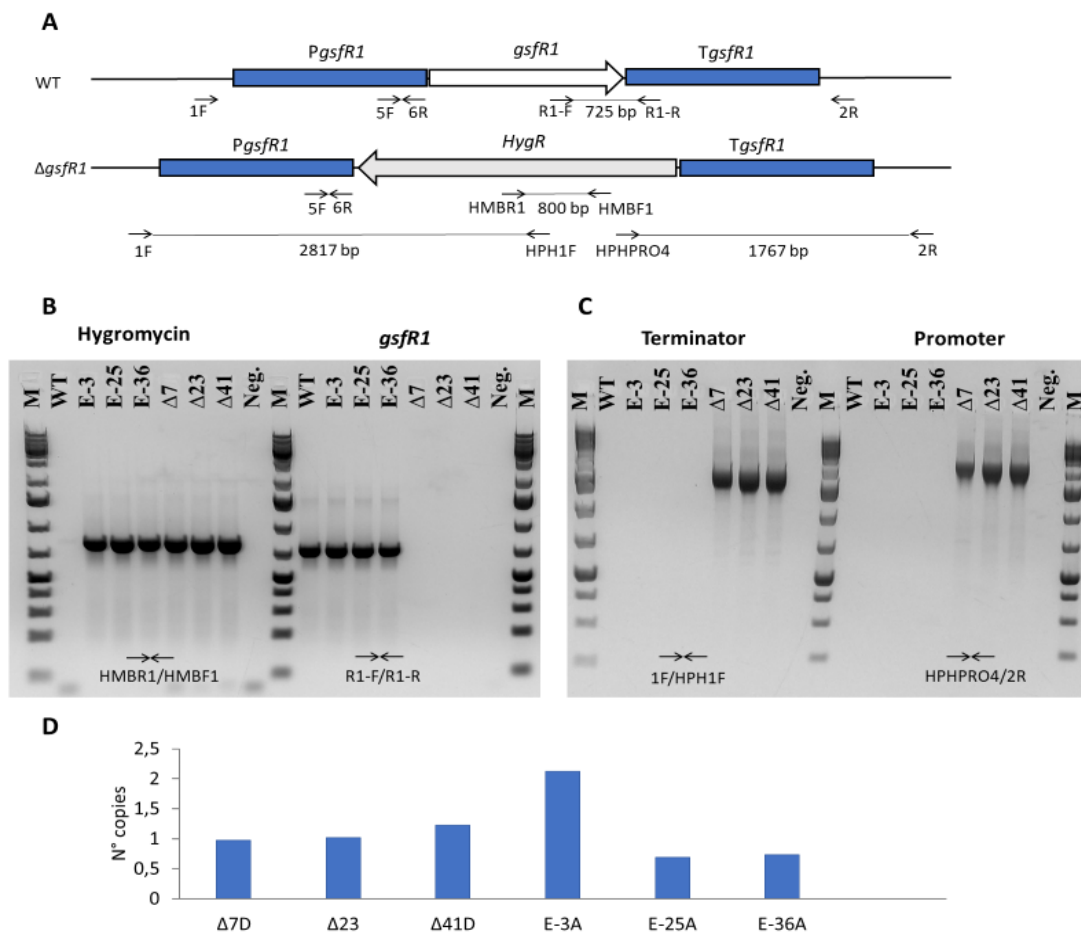 A
PgsfR1 gsfR1 TgsfR1
WT
1F 5F 6R R1-F 725 bp R1-R 2R
PgsfR1 HygR TgsfR1
ΔgsfR1
5F 6R HMBR1 800 bp HMBF1
1F 2817 bp HPH1F HPHPRO4 1767 bp 2R
B
Hygromycin gsfR1
M WT E-3 E-25 E-36 Δ7 Δ23 Δ41 Neg. M WT E-3 E-25 E-36 Δ7 Δ23 Δ41 Neg. M
HMBR1/HMBF1 R1-F/R1-R
C
Terminator Promoter
M WT E-3 E-25 E-36 Δ7 Δ23 Δ41 Neg. M WT E-3 E-25 E-36 Δ7 Δ23 Δ41 Neg. M
1F/HPH1F HPHPRO4/2R
D
N° copies
2,5
2
1,5
1
0,5
0
Δ7D Δ23 Δ41D E-3A E-25A E-36A